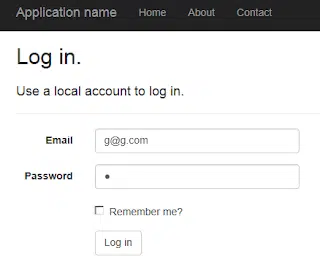 Application name Home About Contact
Log in.
Use a local account to log in.
Email g@g.com
Password •
Remember me?
Log in